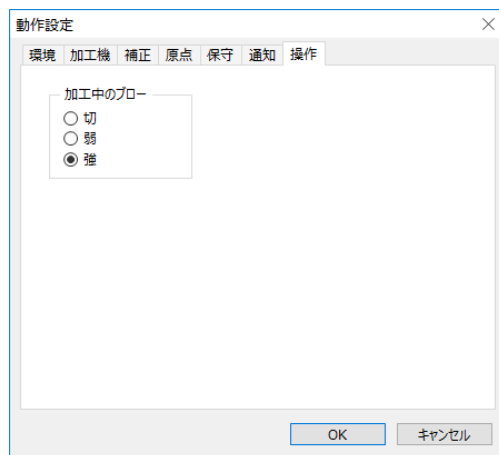 動作設定
環境 加工機 補正 原点 保守 通知 操作
加工中のブロー
切
弱
強
OK キャンセル